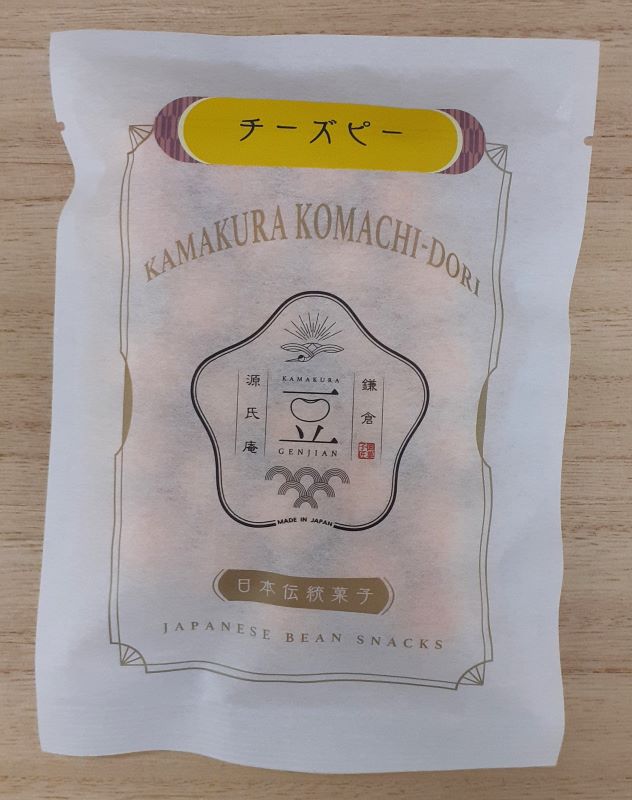 チーズピー
KAMAKURA KOMACHI-DORI
鎌倉
源氏庵
KAMAKURA
豆
GENJIAN
MADE IN JAPAN
日本伝統菓子
JAPANESE BEAN SNACKS